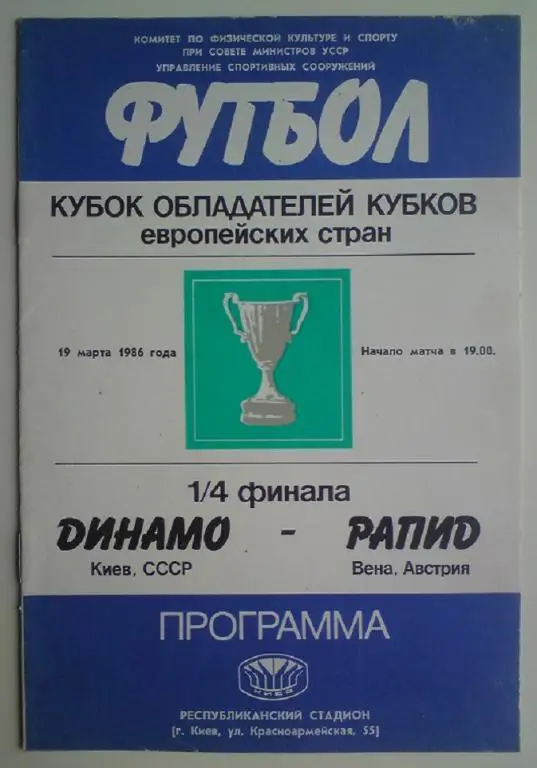 КОМИТЕТ ПО ФИЗИЧЕСКОЙ КУЛЬТУРЕ И СПОРТУ
ПРИ СОВЕТЕ МИНИСТРОВ УССР
УПРАВЛЕНИЕ СПОРТИВНЫХ СООРУЖЕНИЙ
ФУТБОЛ
КУБОК ОБЛАДАТЕЛЕЙ КУБКОВ
европейских стран
19 марта 1986 года
Начало матча в 19.00.
1/4 финала
ДИНАМО - РАПИД
Киев, СССР Вена, Австрия
ПРОГРАММА
КИЕВ
РЕСПУБЛИКАНСКИЙ СТАДИОН
(г. Киев, ул. Красноармейская, 55)